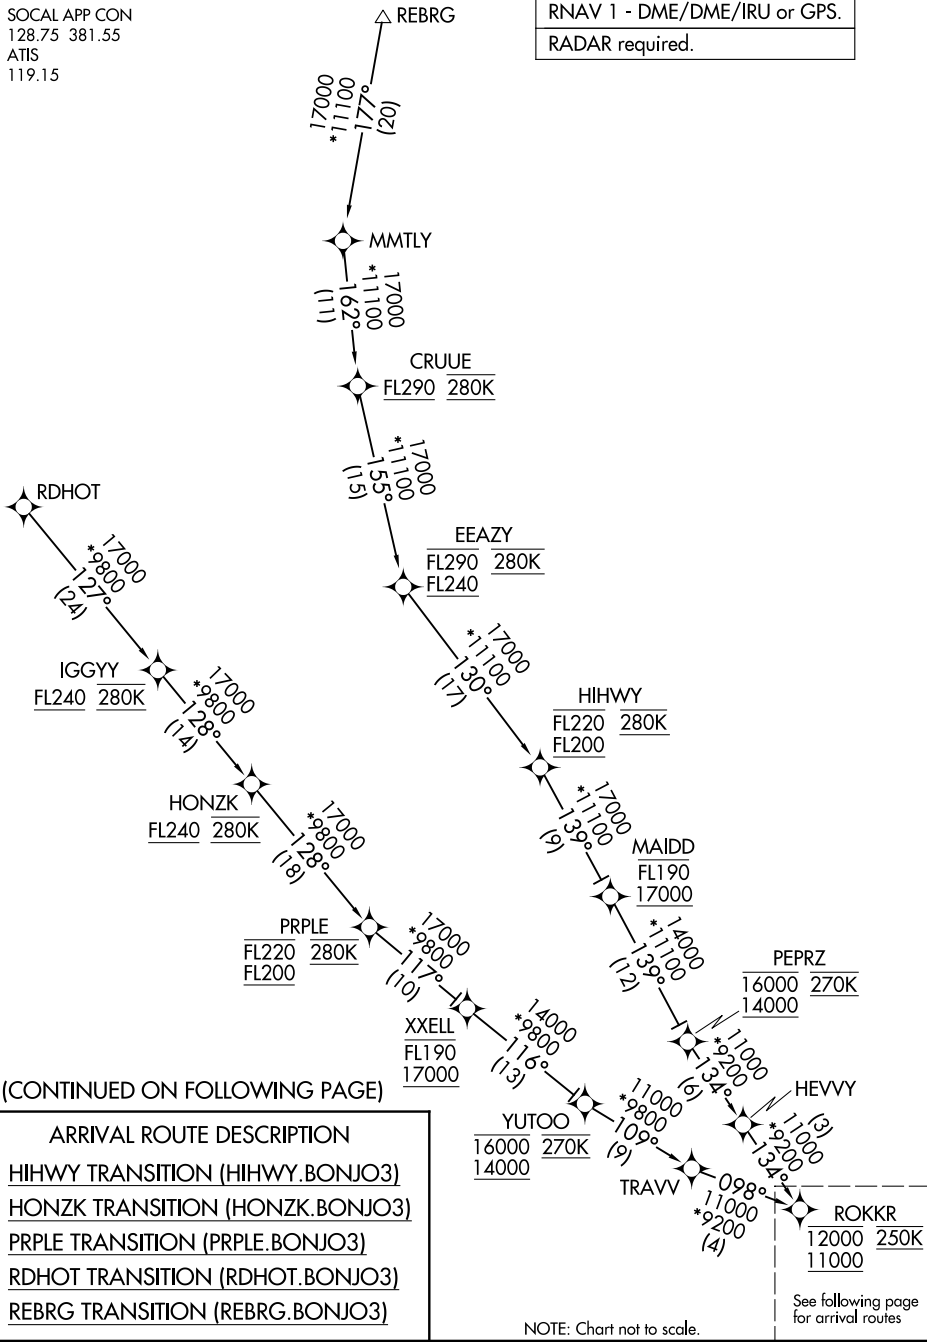 SOCAL APP CON
128.75 381.55
ATIS
119.15
RNAV 1 - DME/DME/IRU or GPS.
RADAR required.
REBRG
17000
*11100
177°
(20)
MMTLY
17000
*11100
162°
(11)
CRUUE
FL290 280K
17000
*11100
155°
(15)
EEAZY
FL290 280K
FL240
17000
*11100
130°
(17)
HIHWY
FL220 280K
FL200
17000
*11100
139°
(9)
MAIDD
FL190
17000
14000
*11100
139°
(12)
PEPRZ
16000 270K
14000
11000
*9200
134°
(6)
HEVVY
(3)
11000
*9200
134°
RDHOT
17000
*9800
127°
(24)
IGGYY
FL240 280K
17000
*9800
128°
(14)
HONZK
FL240 280K
17000
*9800
128°
(18)
PRPLE
FL220 280K
FL200
17000
*9800
117°
(10)
XXELL
FL190
17000
14000
*9800
116°
(13)
YUTOO
16000 270K
14000
11000
*9800
109°
(9)
TRAVV
098°
11000
*9200
(4)
ROKKR
12000 250K
11000
See following page
for arrival routes
(CONTINUED ON FOLLOWING PAGE)
ARRIVAL ROUTE DESCRIPTION
HIHWY TRANSITION (HIHWY.BONJO3)
HONZK TRANSITION (HONZK.BONJO3)
PRPLE TRANSITION (PRPLE.BONJO3)
RDHOT TRANSITION (RDHOT.BONJO3)
REBRG TRANSITION (REBRG.BONJO3)
NOTE: Chart not to scale.